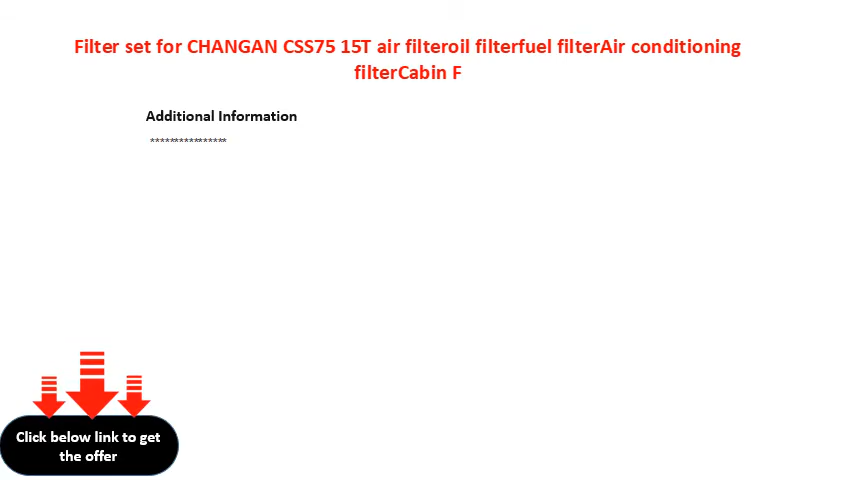 Filter set for CHANGAN CSS75 15T air filteroil filterfuel filterAir conditioning
filterCabin F
Additional Information
****************
Click below link to get
the offer